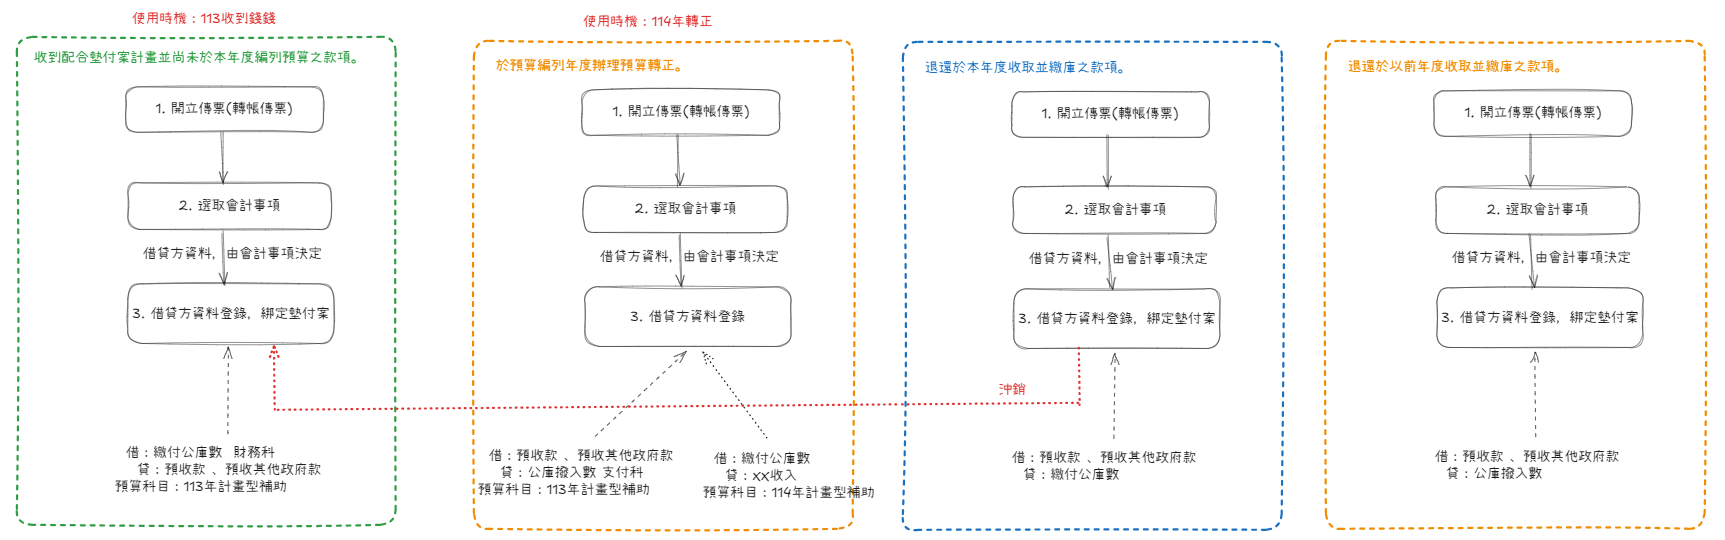 使用時機：113收到錢錢
收到配合墊付案計畫並尚未於本年度編列預算之款項。
1. 開立傳票(轉帳傳票)
2. 選取會計事項
借貸方資料，由會計事項決定
3. 借貸方資料登錄，綁定墊付案
借：繳付公庫數 財務科
貸：預收款、預收其他政府款
預算科目：113年計畫型補助
使用時機：114年轉正
於預算編列年度辦理預算轉正。
1. 開立傳票(轉帳傳票)
2. 選取會計事項
借貸方資料，由會計事項決定
3. 借貸方資料登錄
借：預收款、預收其他政府款
貸：公庫撥入數 支付科
預算科目：113年計畫型補助
借：繳付公庫數
貸：XX收入
預算科目：114年計畫型補助
退還於本年度收取並繳庫之款項。
1. 開立傳票(轉帳傳票)
2. 選取會計事項
借貸方資料，由會計事項決定
3. 借貸方資料登錄，綁定墊付案
沖銷
借：預收款、預收其他政府款
貸：繳付公庫數
退還於以前年度收取並繳庫之款項。
1. 開立傳票(轉帳傳票)
2. 選取會計事項
借貸方資料，由會計事項決定
3. 借貸方資料登錄，綁定墊付案
借：預收款、預收其他政府款
貸：公庫撥入數